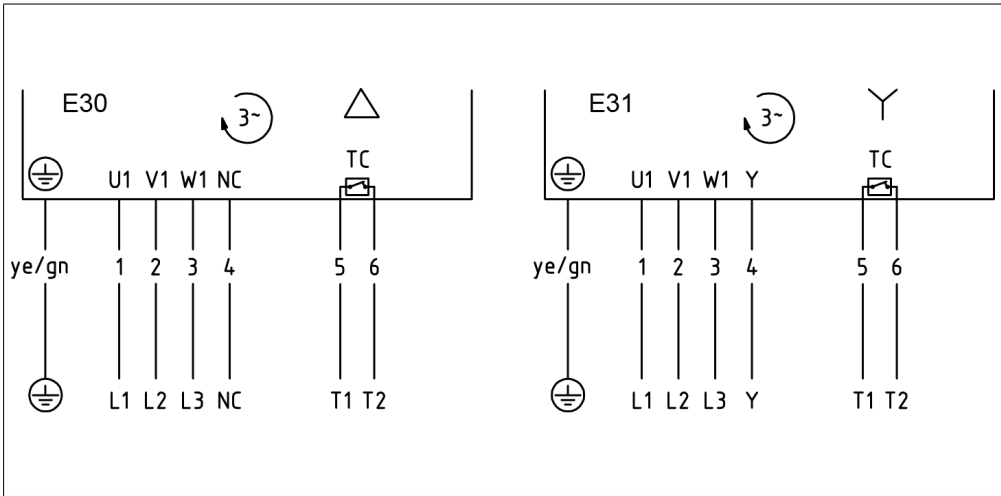 E30 3~ E31 3~
TC TC
U1 V1 W1 NC U1 V1 W1 Y
ye/gn 1 2 3 4 5 6 ye/gn 1 2 3 4 5 6
L1 L2 L3 NC T1 T2 L1 L2 L3 Y T1 T2